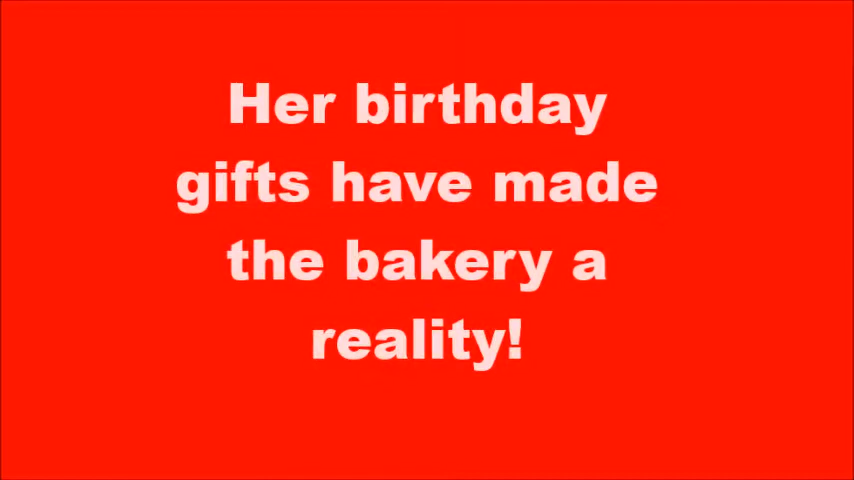 Her birthday
gifts have made
the bakery a
reality!